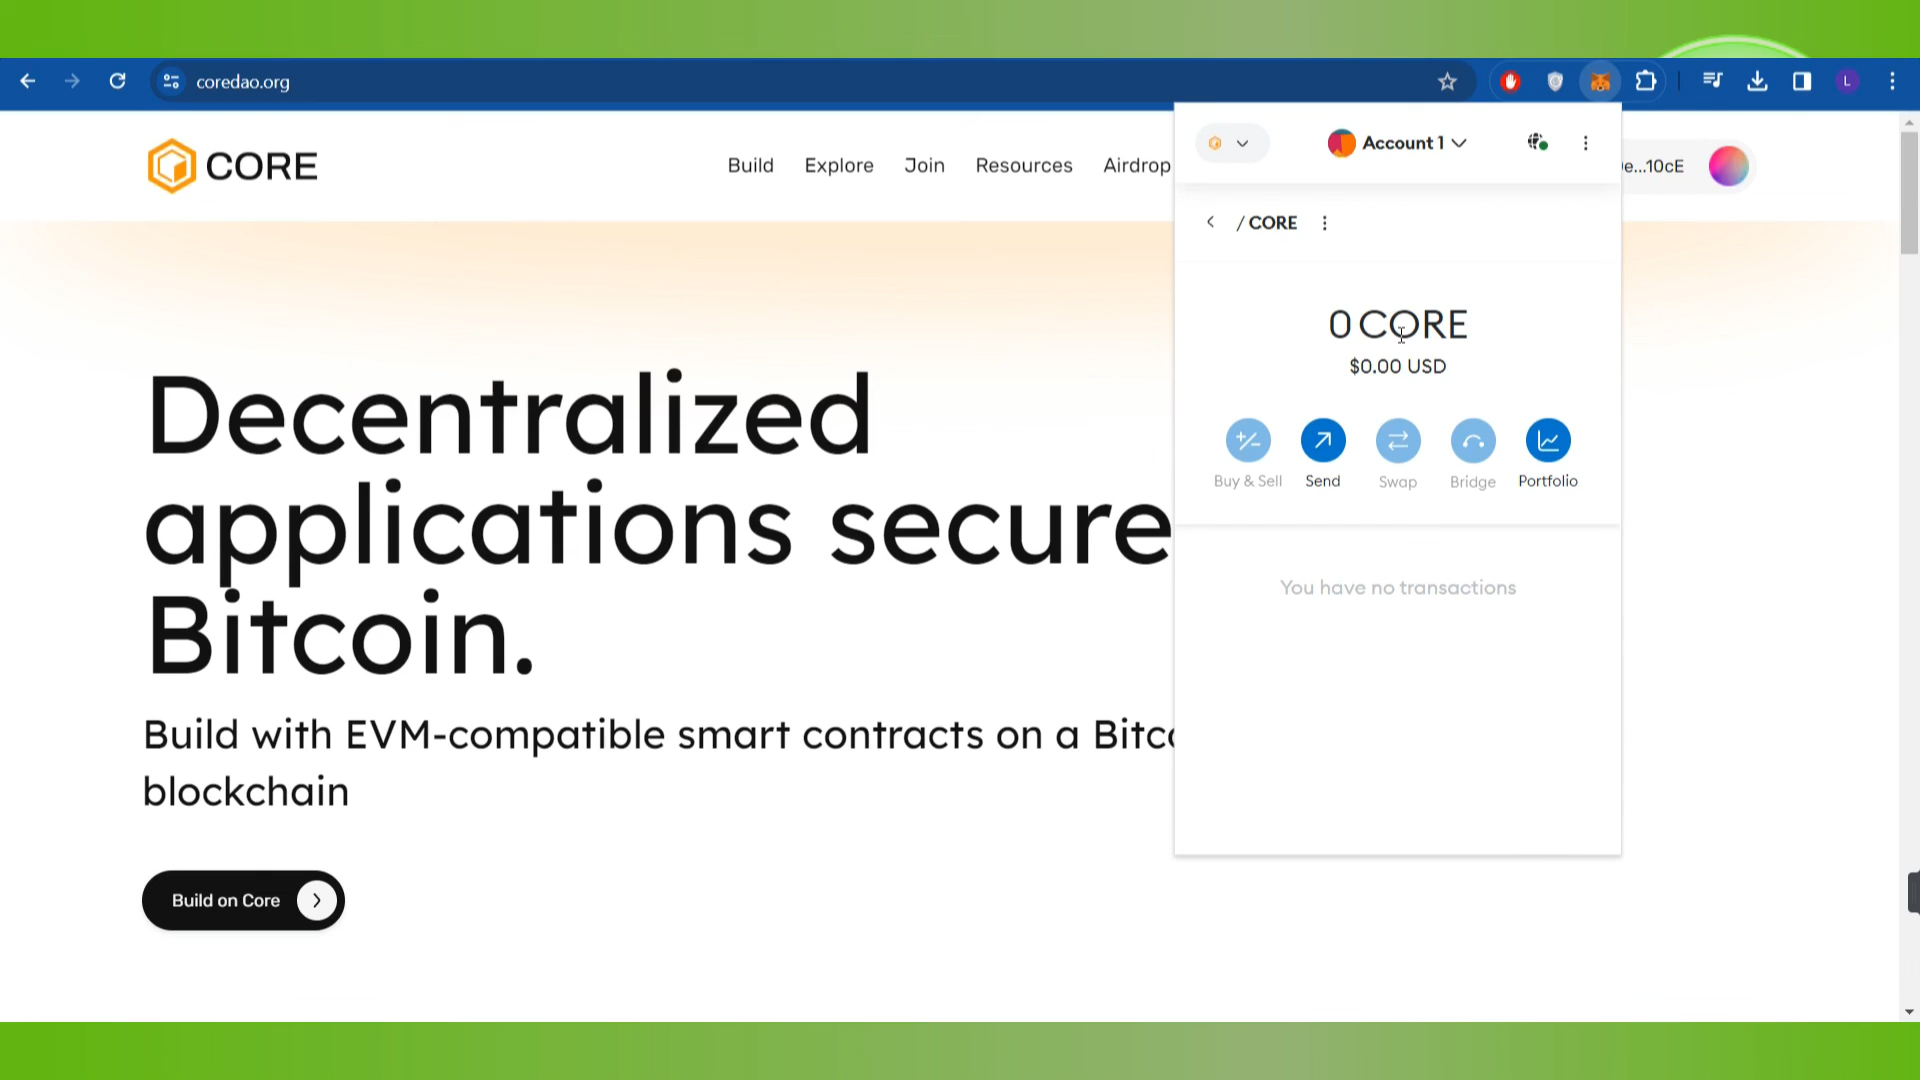 coredao.org
L
CORE
Build Explore Join Resources Airdrop
Account 1
e...10cE
/ CORE
0 CORE
$0.00 USD
Buy & Sell Send Swap Bridge Portfolio
You have no transactions
Decentralized
applications secure
Bitcoin.
Build with EVM-compatible smart contracts on a Bitc
blockchain
Build on Core